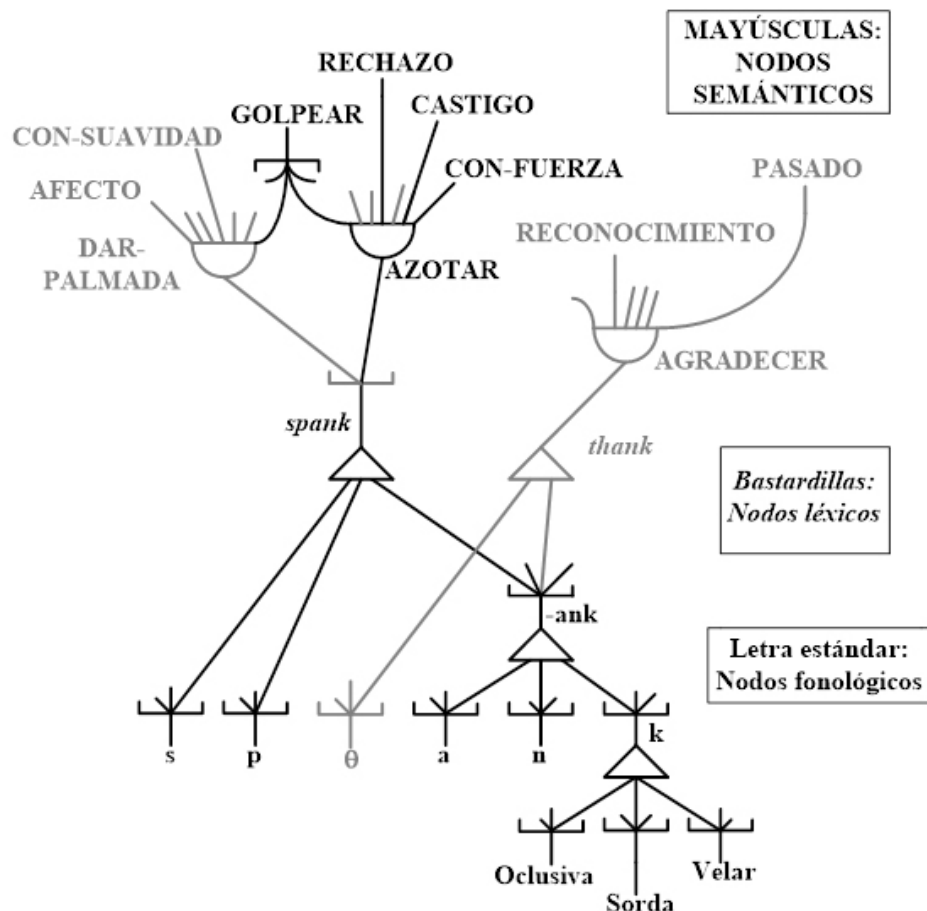 MAYÚSCULAS:
NODOS
SEMÁNTICOS
RECHAZO
GOLPEAR
CASTIGO
CON-SUAVIDAD
CON-FUERZA
PASADO
AFECTO
RECONOCIMIENTO
DAR-
PALMADA
AZOTAR
AGRADECER
spank
thank
Bastardillas:
Nodos léxicos
-ank
Letra estándar:
Nodos fonológicos
s
p
θ
a
n
k
Oclusiva
Sorda
Velar